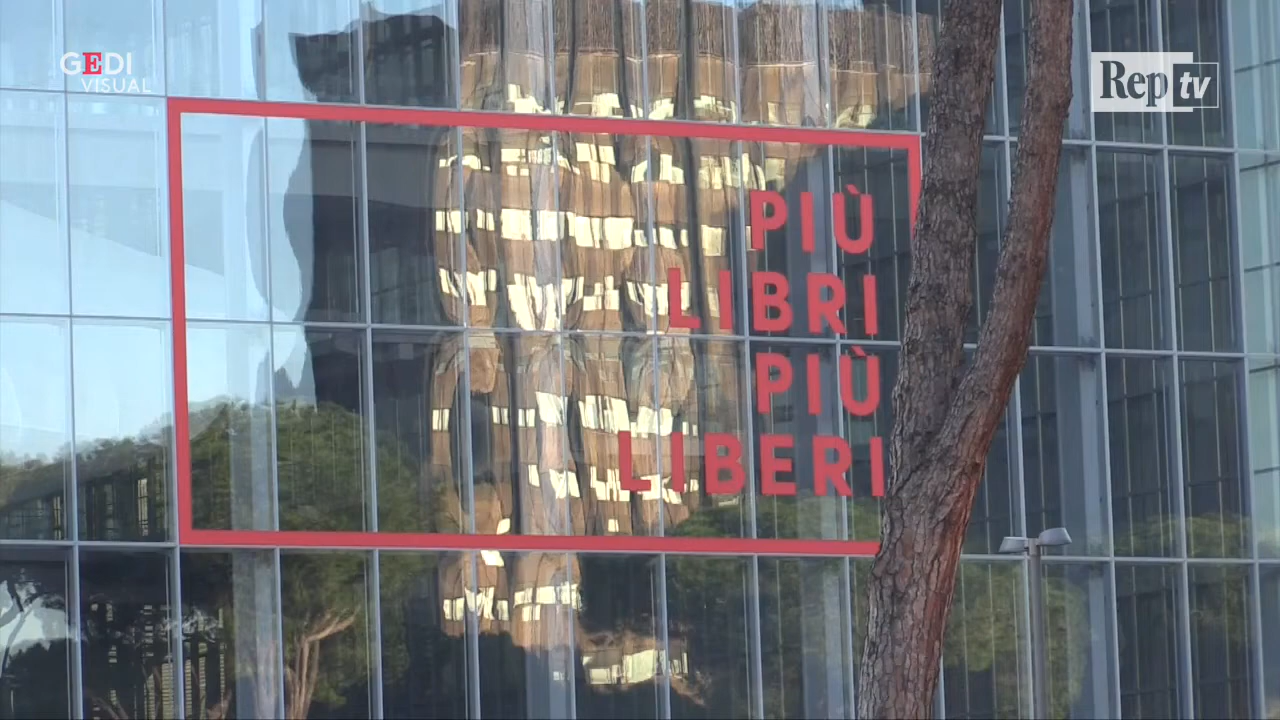 GEDI
VISUAL
Rep tv
PIÙ
LIBRI
PIÙ
LIBERI